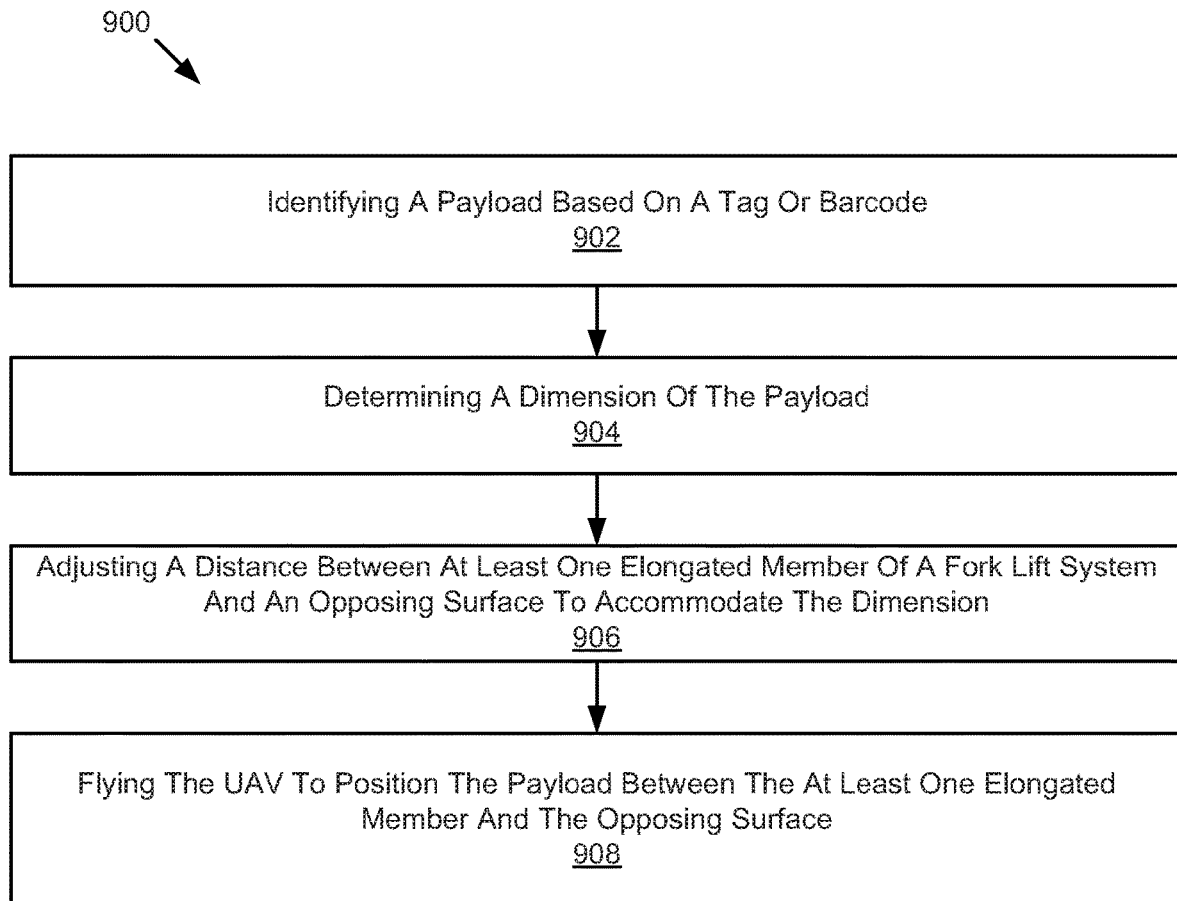 900
Identifying A Payload Based On A Tag Or Barcode
902
Determining A Dimension Of The Payload
904
Adjusting A Distance Between At Least One Elongated Member Of A Fork Lift System
And An Opposing Surface To Accommodate The Dimension
906
Flying The UAV To Position The Payload Between The At Least One Elongated
Member And The Opposing Surface
908